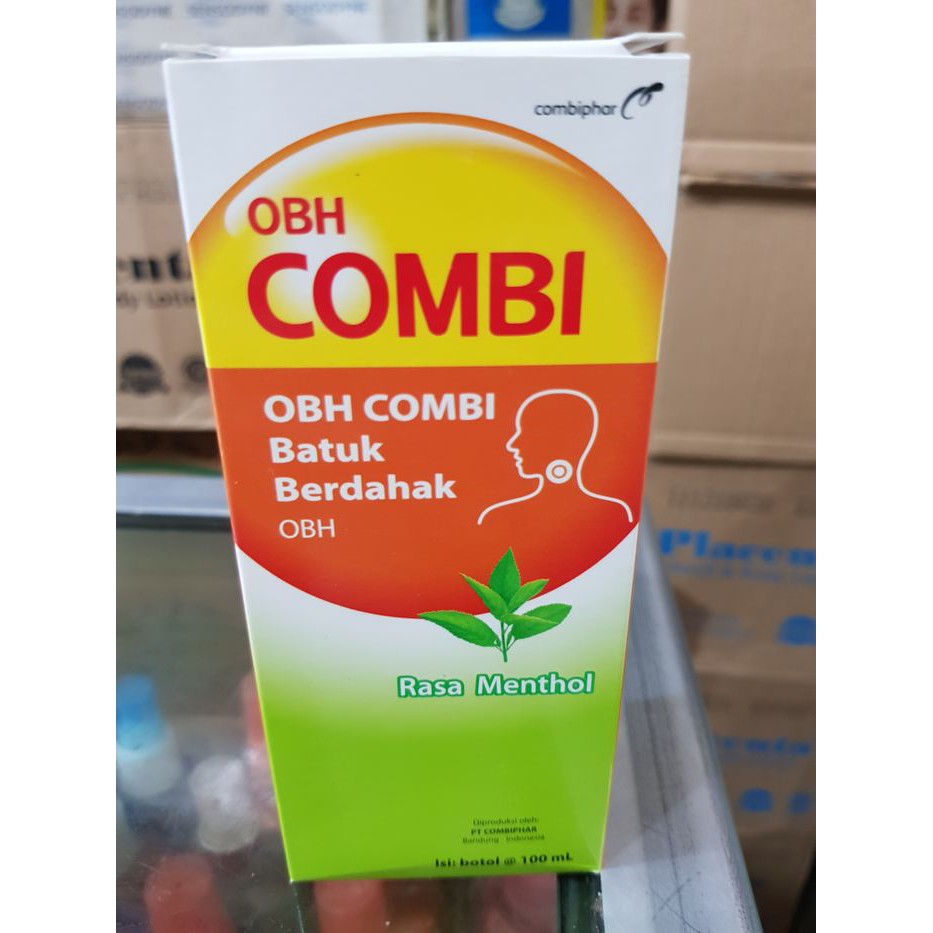 combiphar
OBH
COMBI
OBH COMBI
Batuk
Berdahak
OBH
Rasa Menthol
Diproduksi oleh:
PT COMBIPHAR
Bandung - Indonesia
Isi: botol @ 100 mL
Placenta